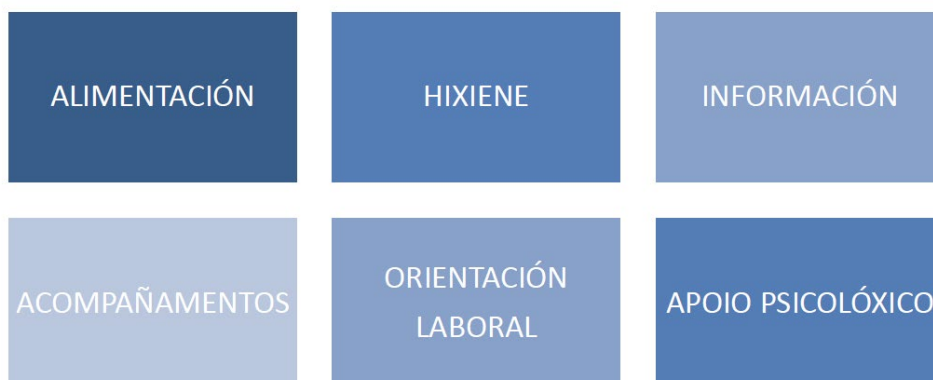 ALIMENTACIÓN
HIXIENE
INFORMACIÓN
ACOMPAÑAMENTOS
ORIENTACIÓN
LABORAL
APOIO PSICOLÓXICO